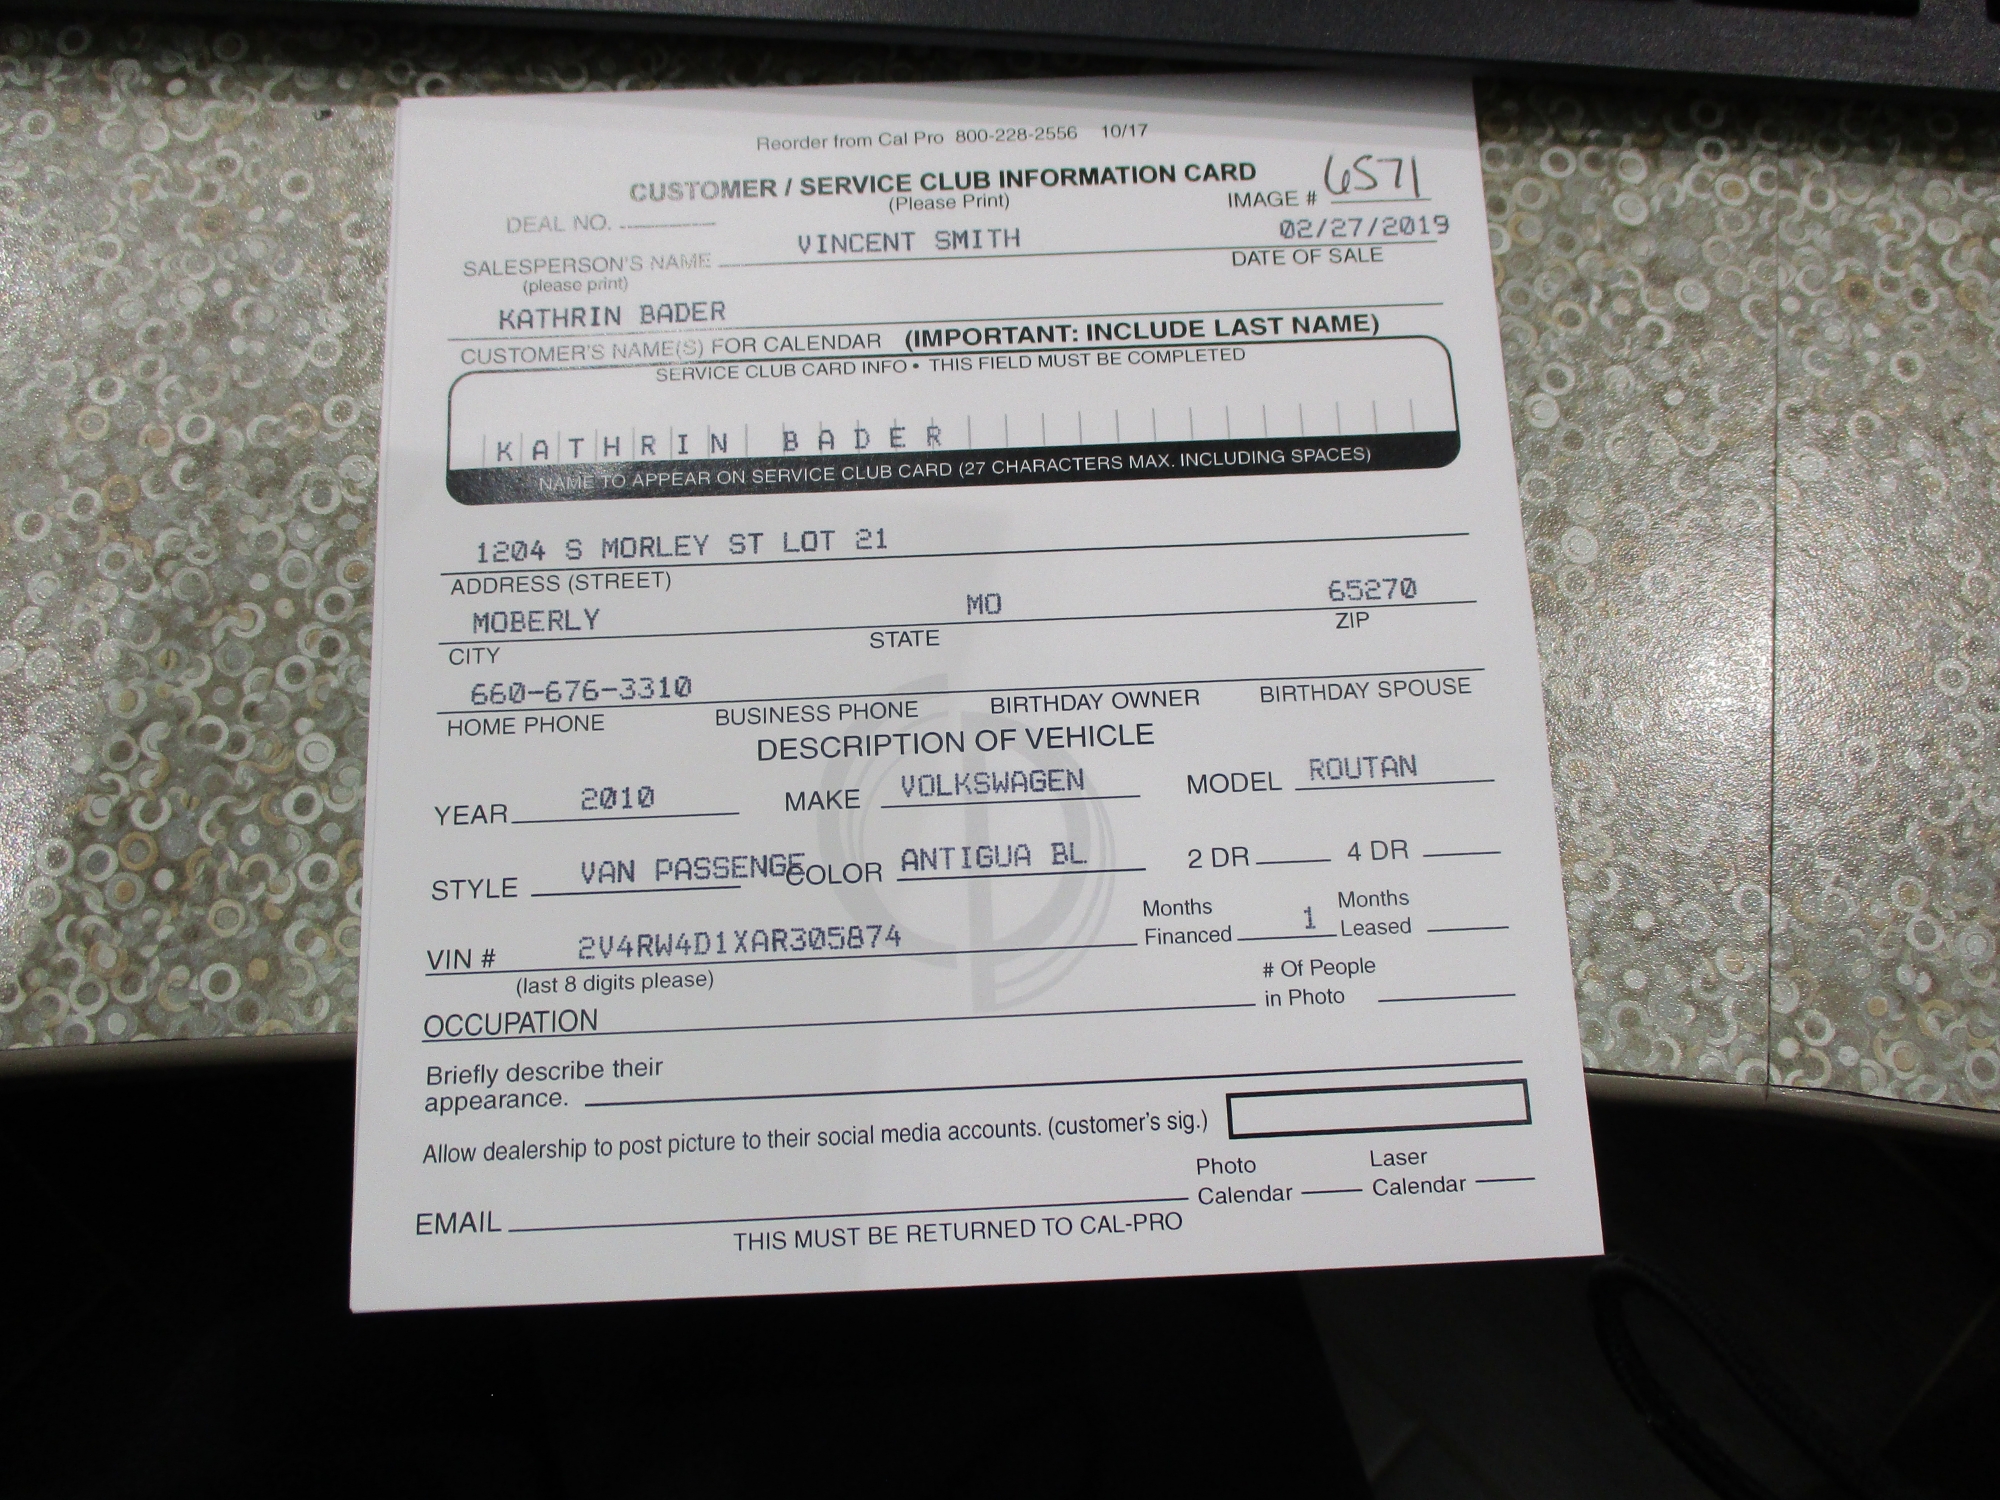 Reorder from Cal Pro 800-228-2556 10/17
CUSTOMER / SERVICE CLUB INFORMATION CARD
(Please Print)
IMAGE # 6571
DEAL NO.
VINCENT SMITH 02/27/2019
SALESPERSON'S NAME DATE OF SALE
(please print)
KATHRIN BADER
CUSTOMER'S NAME(S) FOR CALENDAR (IMPORTANT: INCLUDE LAST NAME)
SERVICE CLUB CARD INFO • THIS FIELD MUST BE COMPLETED
KATHRIN BADER
NAME TO APPEAR ON SERVICE CLUB CARD (27 CHARACTERS MAX. INCLUDING SPACES)
1204 S MORLEY ST LOT 21
ADDRESS (STREET)
MOBERLY MO 65270
CITY STATE ZIP
660-676-3310
HOME PHONE BUSINESS PHONE BIRTHDAY OWNER BIRTHDAY SPOUSE
DESCRIPTION OF VEHICLE
YEAR 2010 MAKE VOLKSWAGEN MODEL ROUTAN
STYLE VAN PASSENGE COLOR ANTIGUA BL 2 DR 4 DR
VIN # 2V4RW4D1XAR305874 Months Financed 1 Months Leased
(last 8 digits please)
OCCUPATION # Of People in Photo
Briefly describe their
appearance.
Allow dealership to post picture to their social media accounts. (customer's sig.)
EMAIL Photo Calendar Laser Calendar
THIS MUST BE RETURNED TO CAL-PRO